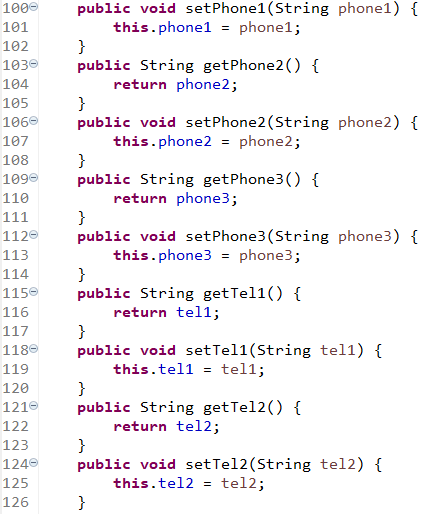 100 public void setPhone1(String phone1) {
101 this.phone1 = phone1;
102 }
103 public String getPhone2() {
104 return phone2;
105 }
106 public void setPhone2(String phone2) {
107 this.phone2 = phone2;
108 }
109 public String getPhone3() {
110 return phone3;
111 }
112 public void setPhone3(String phone3) {
113 this.phone3 = phone3;
114 }
115 public String getTel1() {
116 return tel1;
117 }
118 public void setTel1(String tel1) {
119 this.tel1 = tel1;
120 }
121 public String getTel2() {
122 return tel2;
123 }
124 public void setTel2(String tel2) {
125 this.tel2 = tel2;
126 }